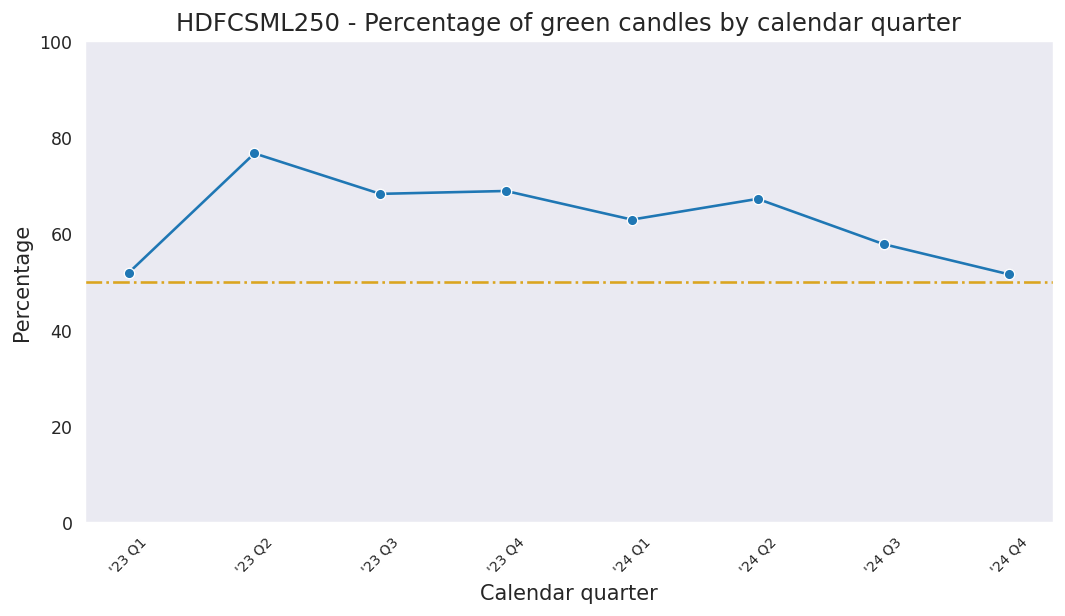 HDFCSML250 - Percentage of green candles by calendar quarter
100
80
60
40
20
0
Percentage
'23 Q1
'23 Q2
'23 Q3
'23 Q4
'24 Q1
'24 Q2
'24 Q3
'24 Q4
Calendar quarter